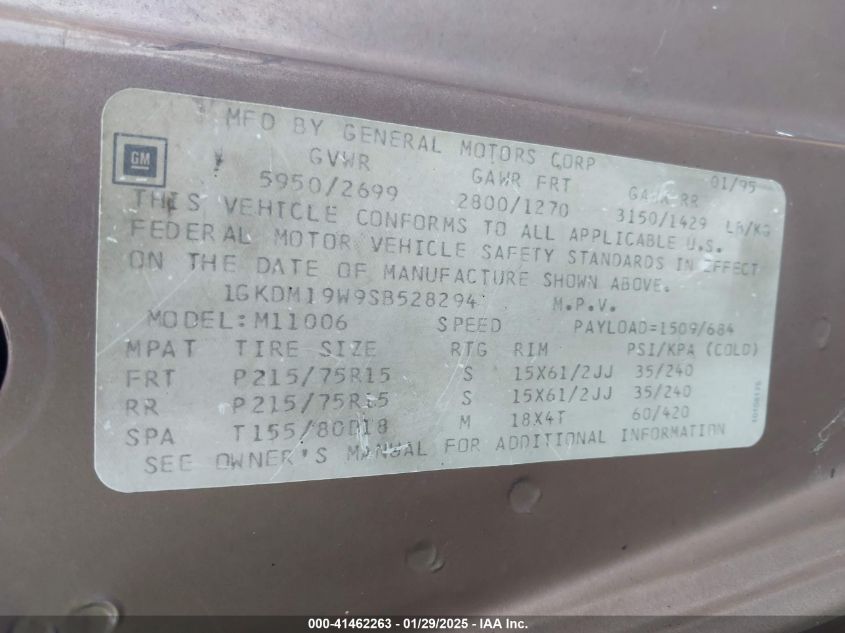 MFD BY GENERAL MOTORS CORP 01/95
GM
GVWR GAWR FRT GAWR RR
5950/2699 2800/1270 3150/1429 LB/KG
THIS VEHICLE CONFORMS TO ALL APPLICABLE U.S.
FEDERAL MOTOR VEHICLE SAFETY STANDARDS IN EFFECT
ON THE DATE OF MANUFACTURE SHOWN ABOVE.
1GKDM19W9SB528294 M.P.V.
MODEL:M11006 SPEED PAYLOAD=1509/684
MPAT TIRE SIZE RTG RIM PSI/KPA (COLD)
FRT P215/75R15 S 15X61/2JJ 35/240
RR P215/75R15 S 15X61/2JJ 35/240
SPA T155/80D18 M 18X4T 60/420
SEE OWNER'S MANUAL FOR ADDITIONAL INFORMATION
000-41462263 - 01/29/2025 - IAA Inc.